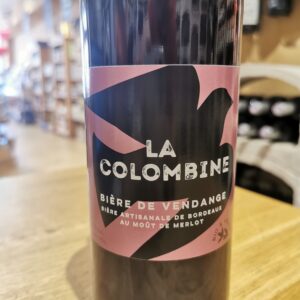 LA
COLOMBINE
BIÈRE DE VENDANGE
BIÈRE ARTISANALE DE BORDEAUX
AU MOÛT DE MERLOT